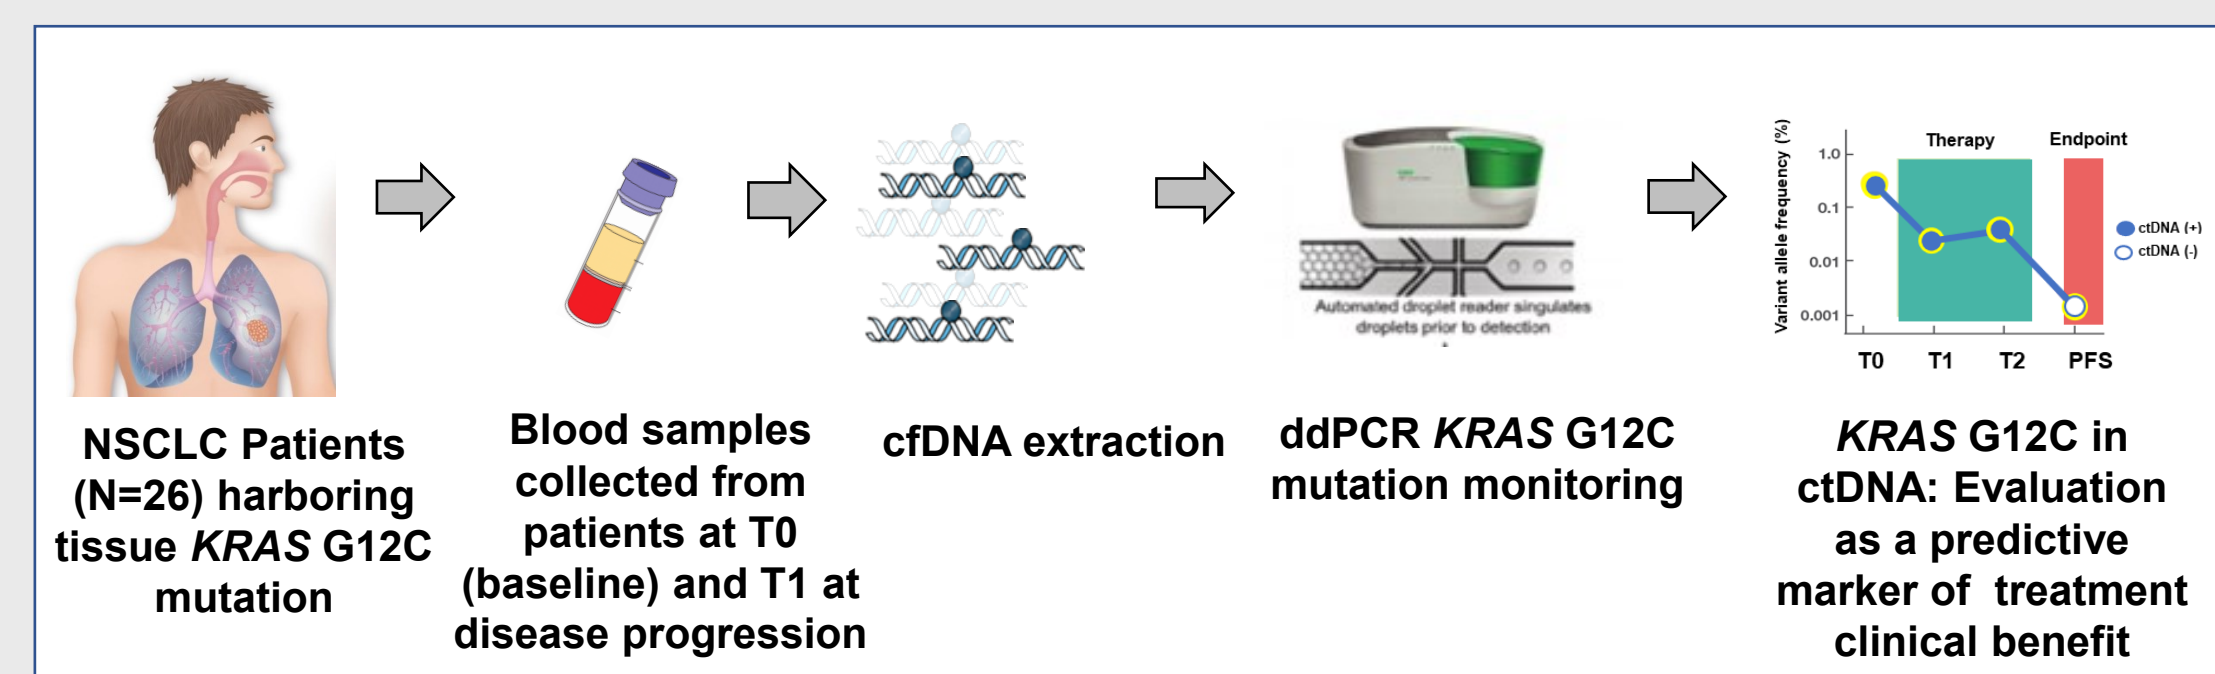 NSCLC Patients
(N=26) harboring
tissue KRAS G12C
mutation
Blood samples
collected from
patients at T0
(baseline) and T1 at
disease progression
cfDNA extraction
Automated droplet reader singulates
droplets prior to detection
ddPCR KRAS G12C
mutation monitoring
Variant allele frequency (%)
Therapy
Endpoint
1.0
0.1
0.01
0.001
T0 T1 T2 PFS
ctDNA (+)
ctDNA (-)
KRAS G12C in
ctDNA: Evaluation
as a predictive
marker of treatment
clinical benefit